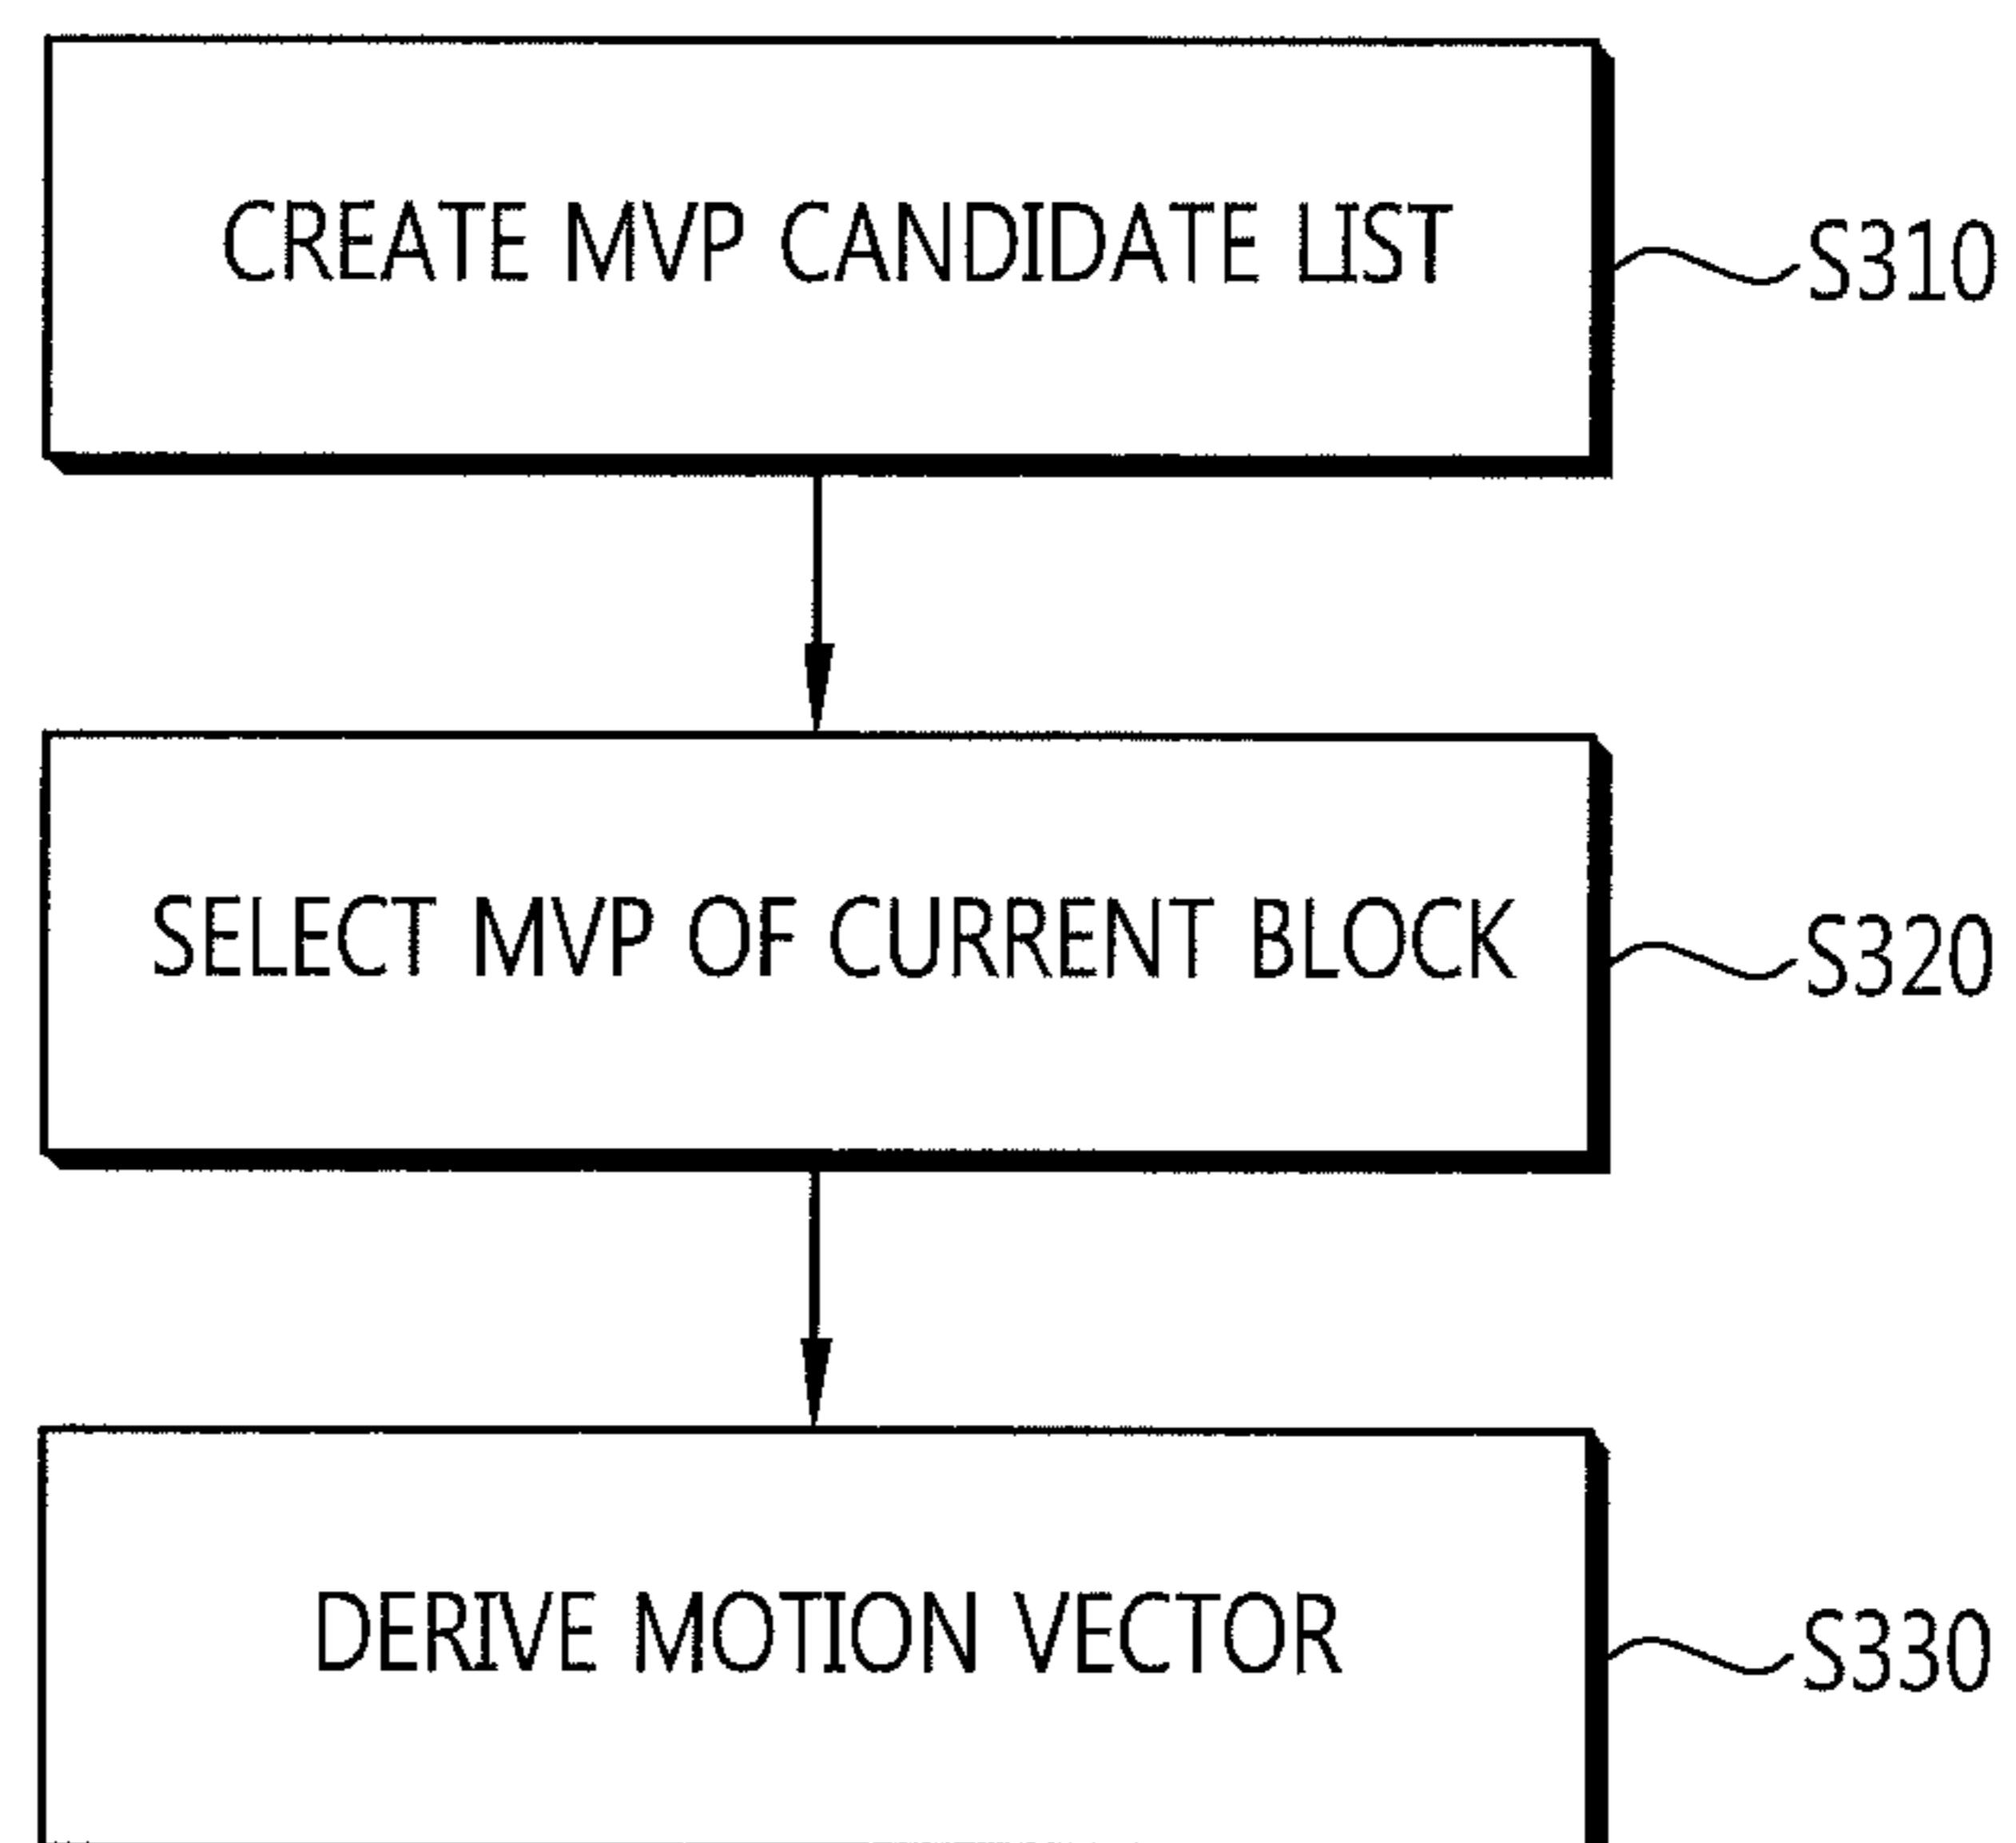 CREATE MVP CANDIDATE LIST
S310
SELECT MVP OF CURRENT BLOCK
S320
DERIVE MOTION VECTOR
S330